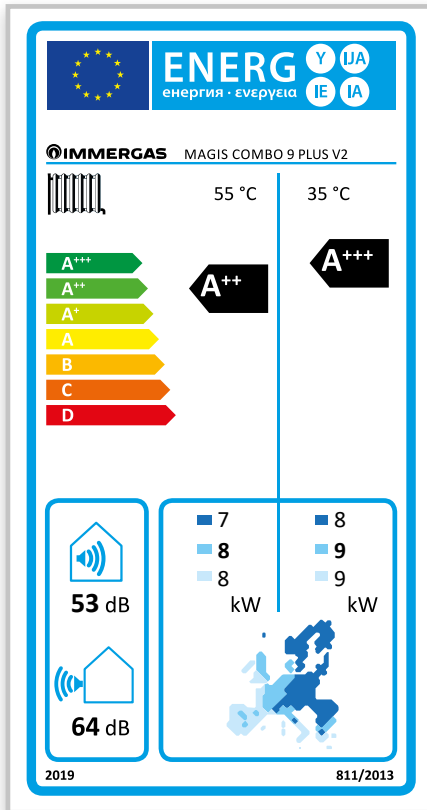 ENERG Y IJA
енергия · ενεργεια IE IA
IMMERGAS MAGIS COMBO 9 PLUS V2
55 °C 35 °C
A+++
A++
A+
A
B
C
D
A++
A+++
7
8
8
kW
8
9
9
kW
53 dB
64 dB
2019 811/2013